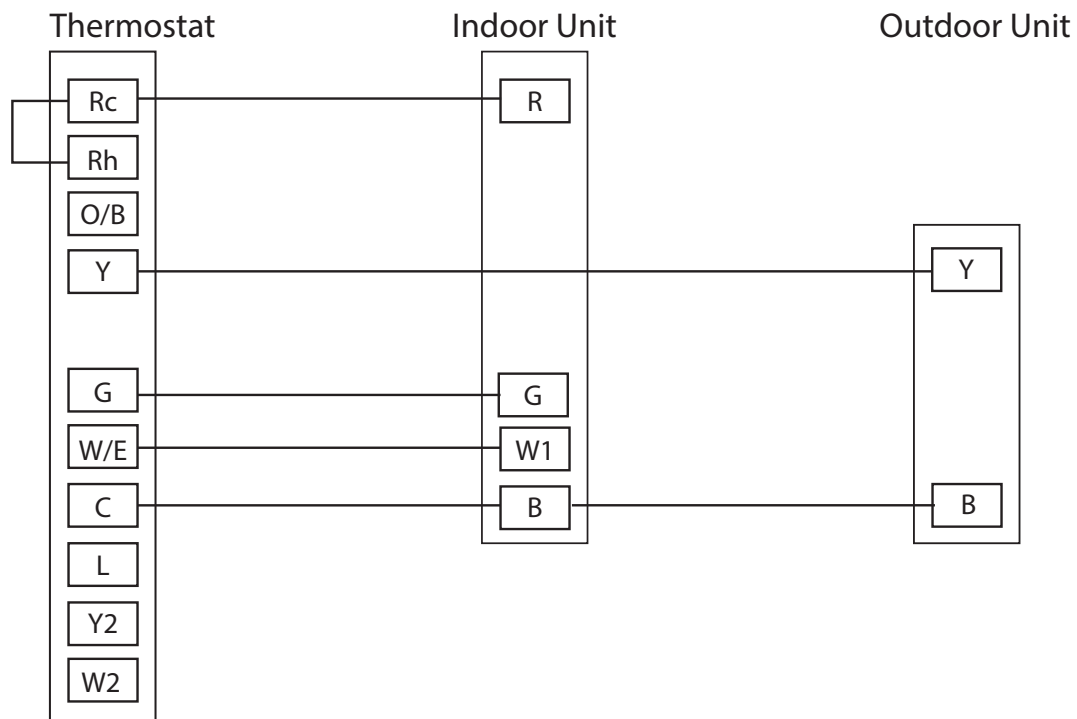 Thermostat Indoor Unit Outdoor Unit
Rc R
Rh
O/B
Y Y
G G
W/E W1
C B B
L
Y2
W2